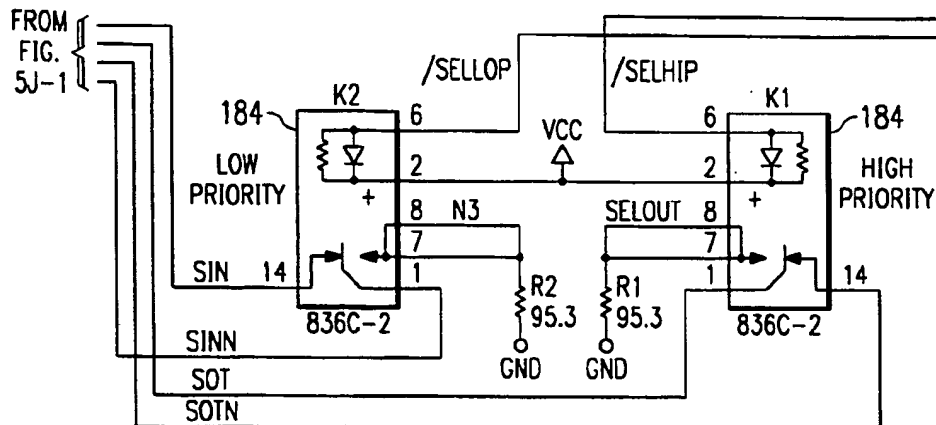 FROM
FIG.
5J-1
/SELLOP
/SELHIP
184
K2
6
VCC
6
K1
184
LOW
PRIORITY
2
2
HIGH
PRIORITY
+
+
8
N3
SELOUT
8
7
7
SIN
14
1
R2
95.3
R1
95.3
1
14
836C-2
836C-2
GND
GND
SINN
SOT
SOTN